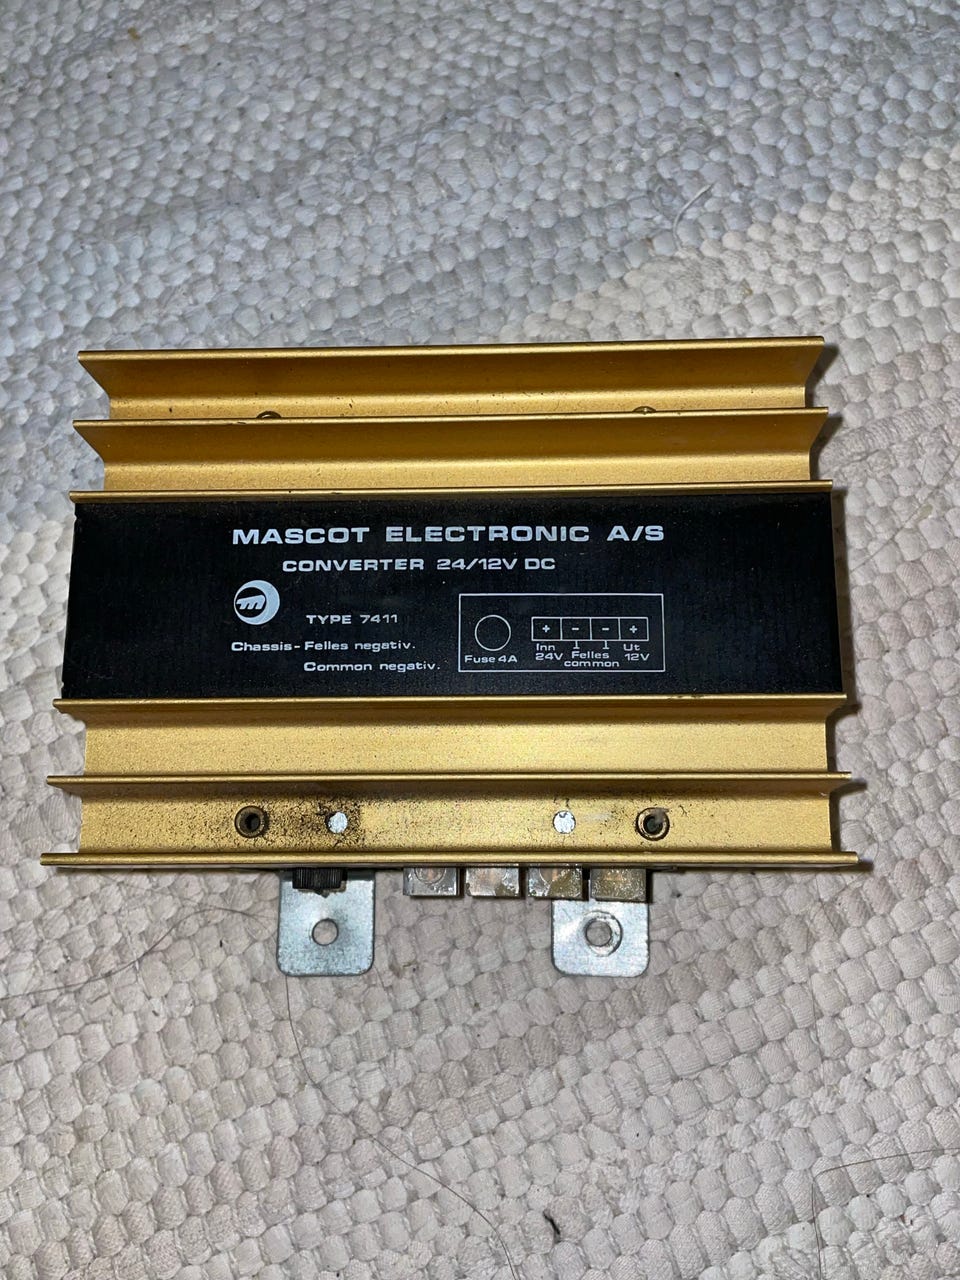 MASCOT ELECTRONIC A/S
CONVERTER 24/12V DC
m
TYPE 7411
Chassis - Felles negativ.
Common negativ.
Fuse 4A
+ - - +
Inn Felles Ut
24V common 12V